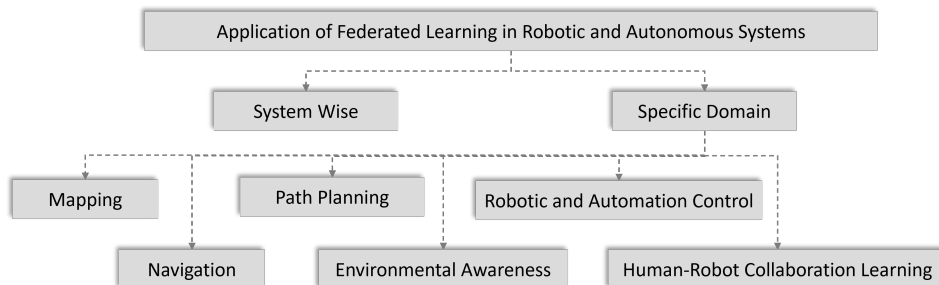 Application of Federated Learning in Robotic and Autonomous Systems
System Wise
Specific Domain
Mapping
Path Planning
Robotic and Automation Control
Navigation
Environmental Awareness
Human-Robot Collaboration Learning